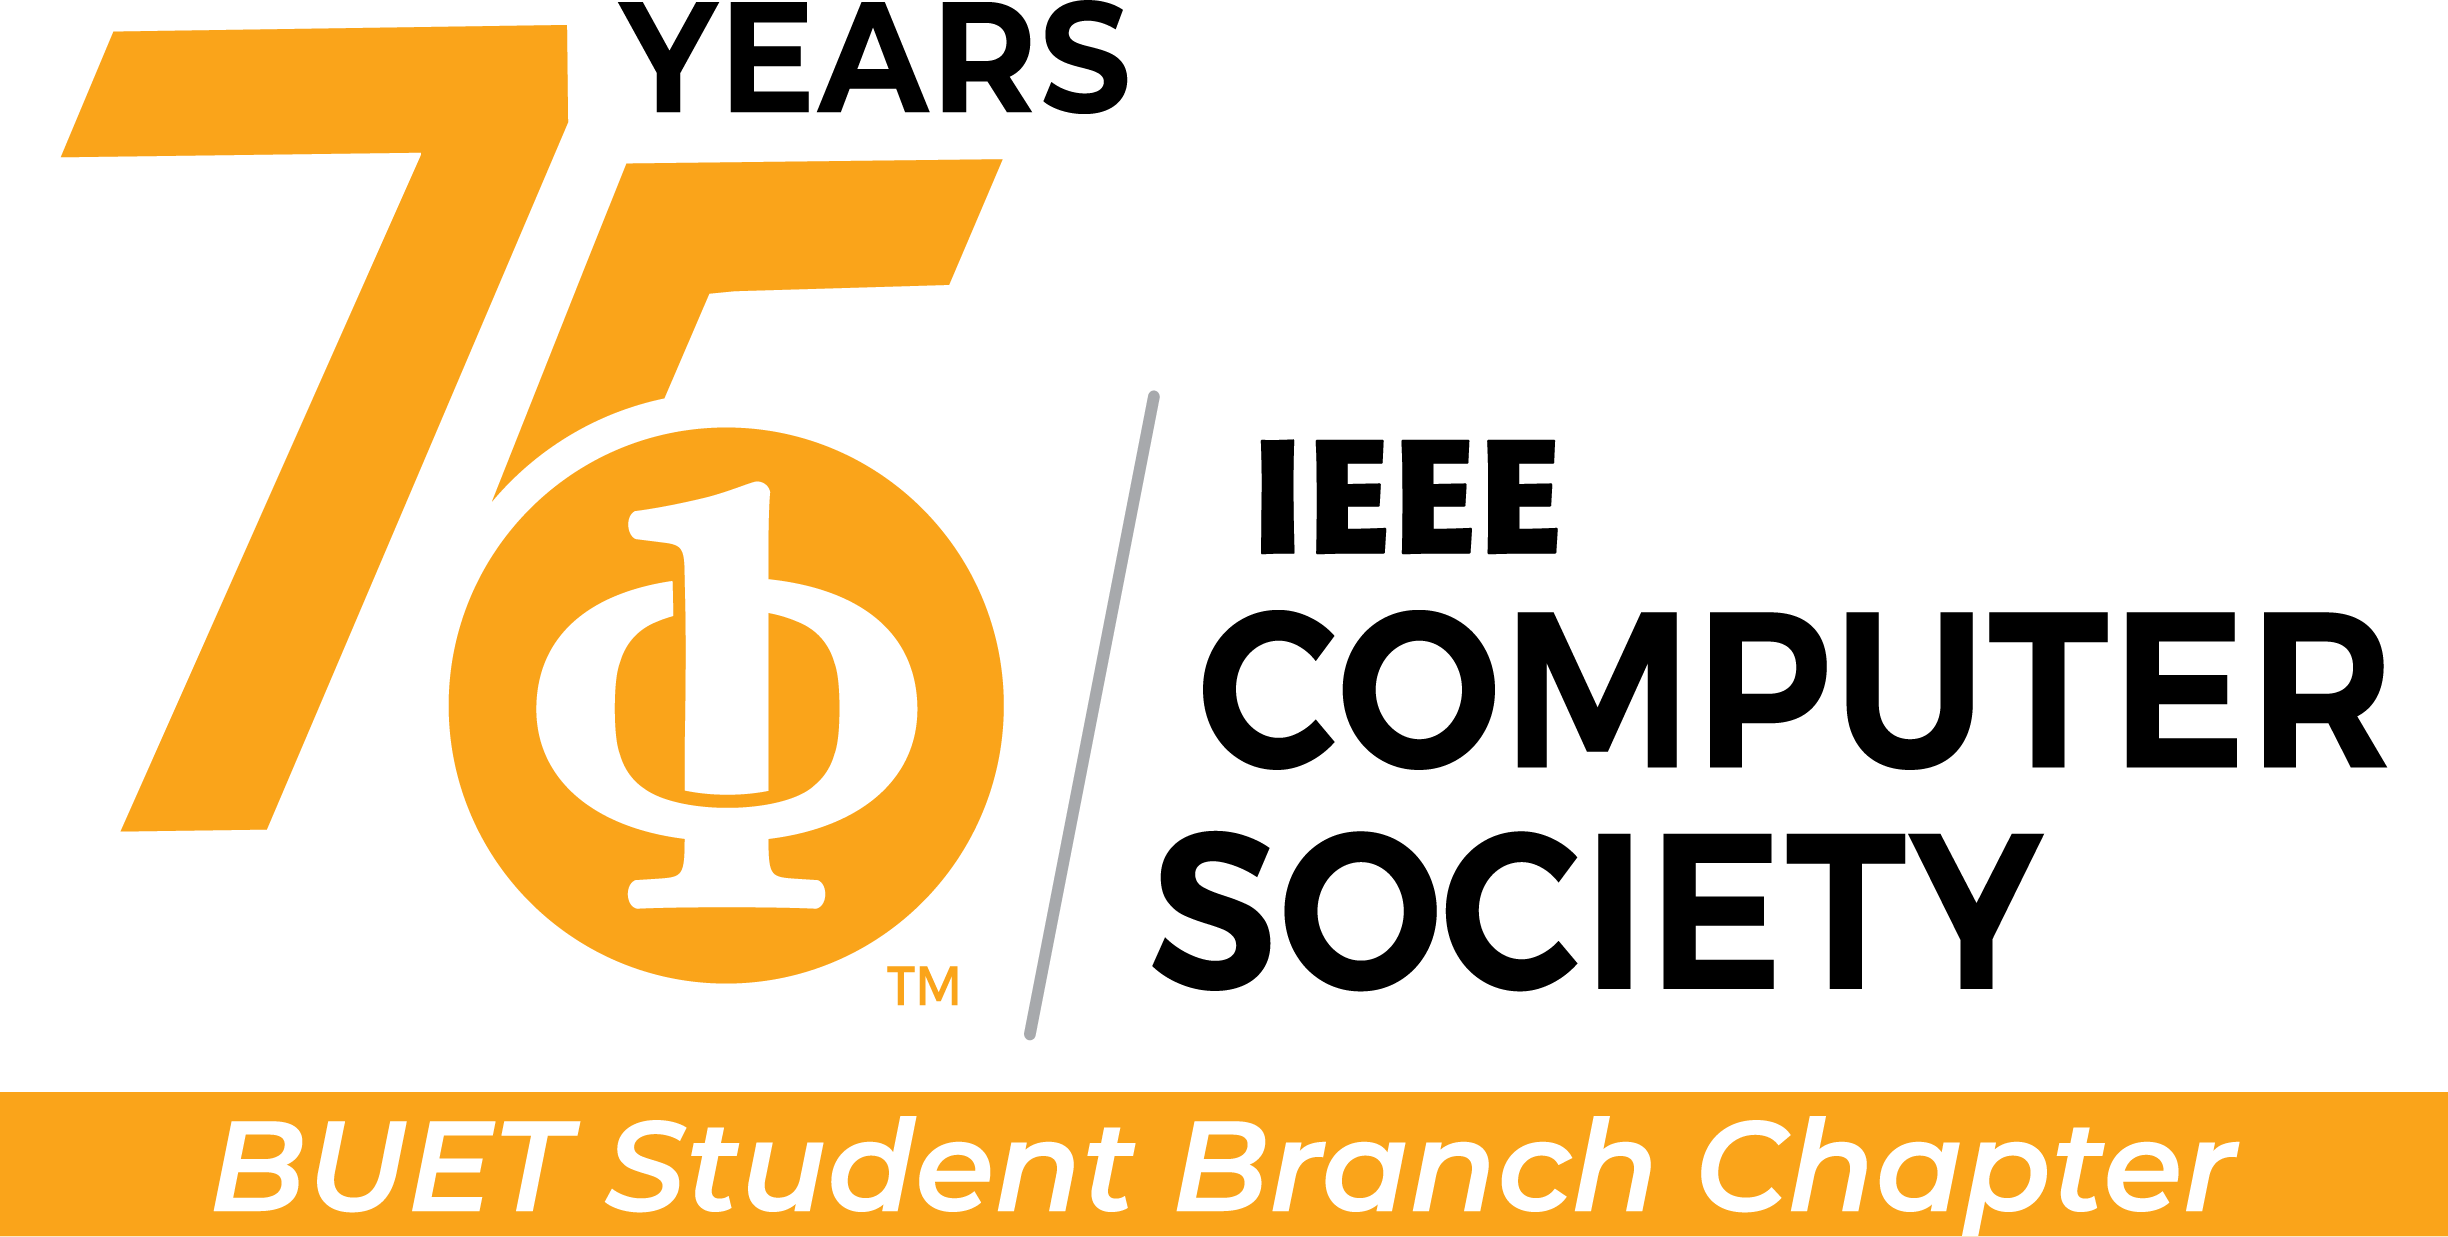 75 YEARS
TM
IEEE
COMPUTER
SOCIETY
BUET Student Branch Chapter